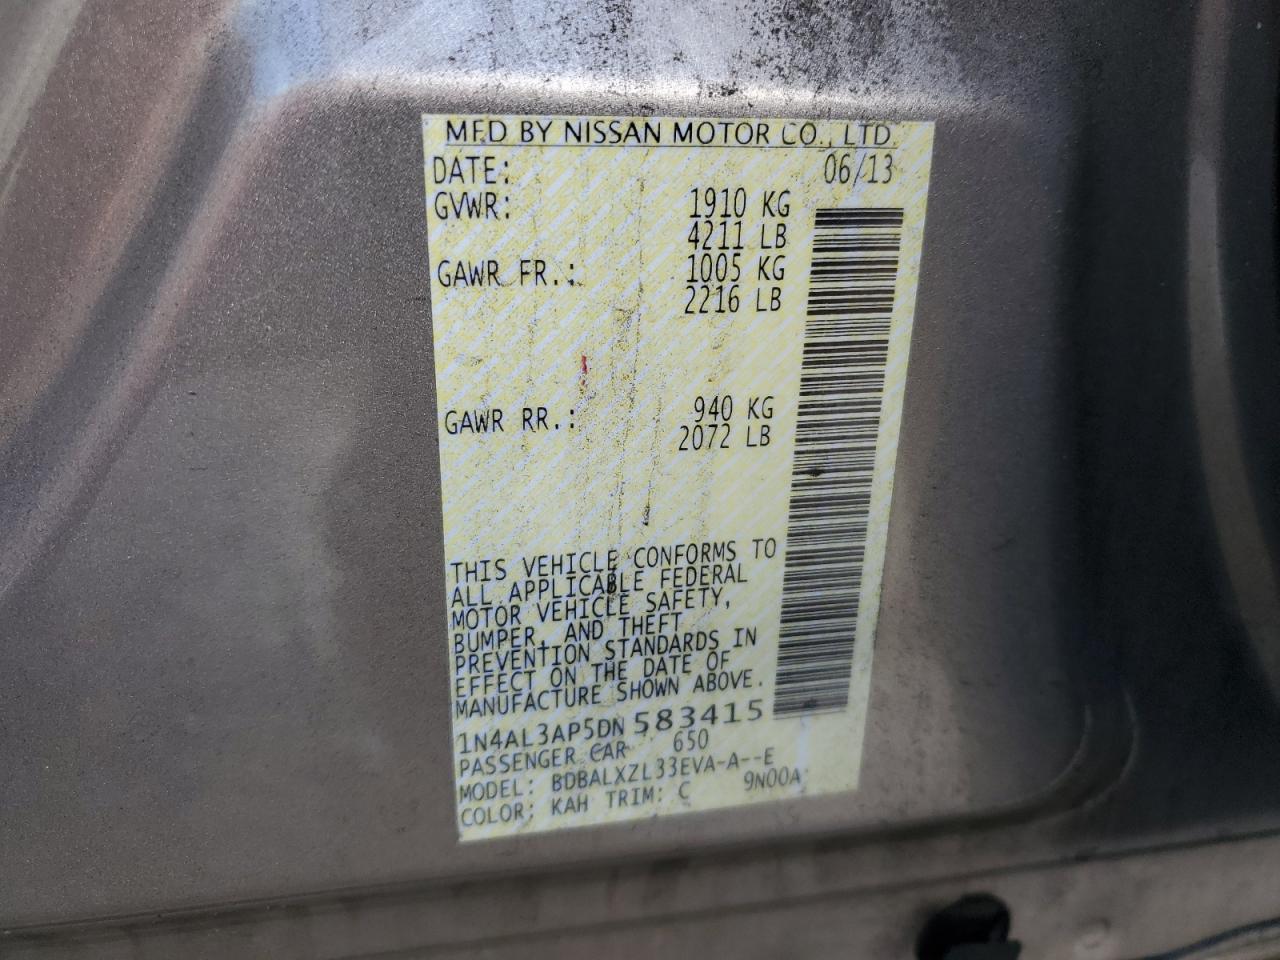 MFD BY NISSAN MOTOR CO., LTD.
DATE: 06/13
GVWR: 1910 KG
4211 LB
GAWR FR.: 1005 KG
2216 LB
GAWR RR.: 940 KG
2072 LB
THIS VEHICLE CONFORMS TO
ALL APPLICABLE FEDERAL
MOTOR VEHICLE SAFETY,
BUMPER, AND THEFT
PREVENTION STANDARDS IN
EFFECT ON THE DATE OF
MANUFACTURE SHOWN ABOVE.
1N4AL3AP5DN583415
PASSENGER CAR 650
MODEL: BDBALXZL33EVA-A--E
COLOR: KAH TRIM: C 9N00A